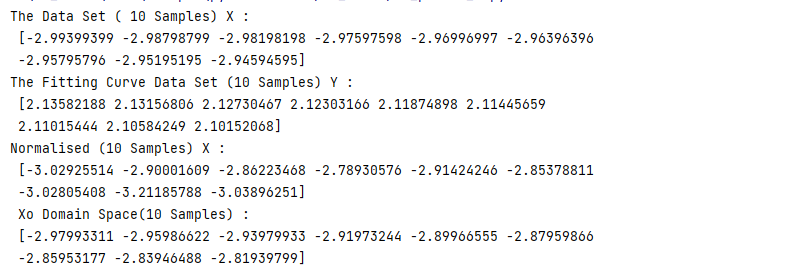 The Data Set ( 10 Samples) X :
[-2.99399399 -2.98798799 -2.98198198 -2.97597598 -2.96996997 -2.96396396
-2.95795796 -2.95195195 -2.94594595]
The Fitting Curve Data Set (10 Samples) Y :
[2.13582188 2.13156806 2.12730467 2.12303166 2.11874898 2.11445659
2.11015444 2.10584249 2.10152068]
Normalised (10 Samples) X :
[-3.02925514 -2.90001609 -2.86223468 -2.78930576 -2.91424246 -2.85378811
-3.02805408 -3.21185788 -3.03896251]
Xo Domain Space(10 Samples) :
[-2.97993311 -2.95986622 -2.93979933 -2.91973244 -2.89966555 -2.87959866
-2.85953177 -2.83946488 -2.81939799]